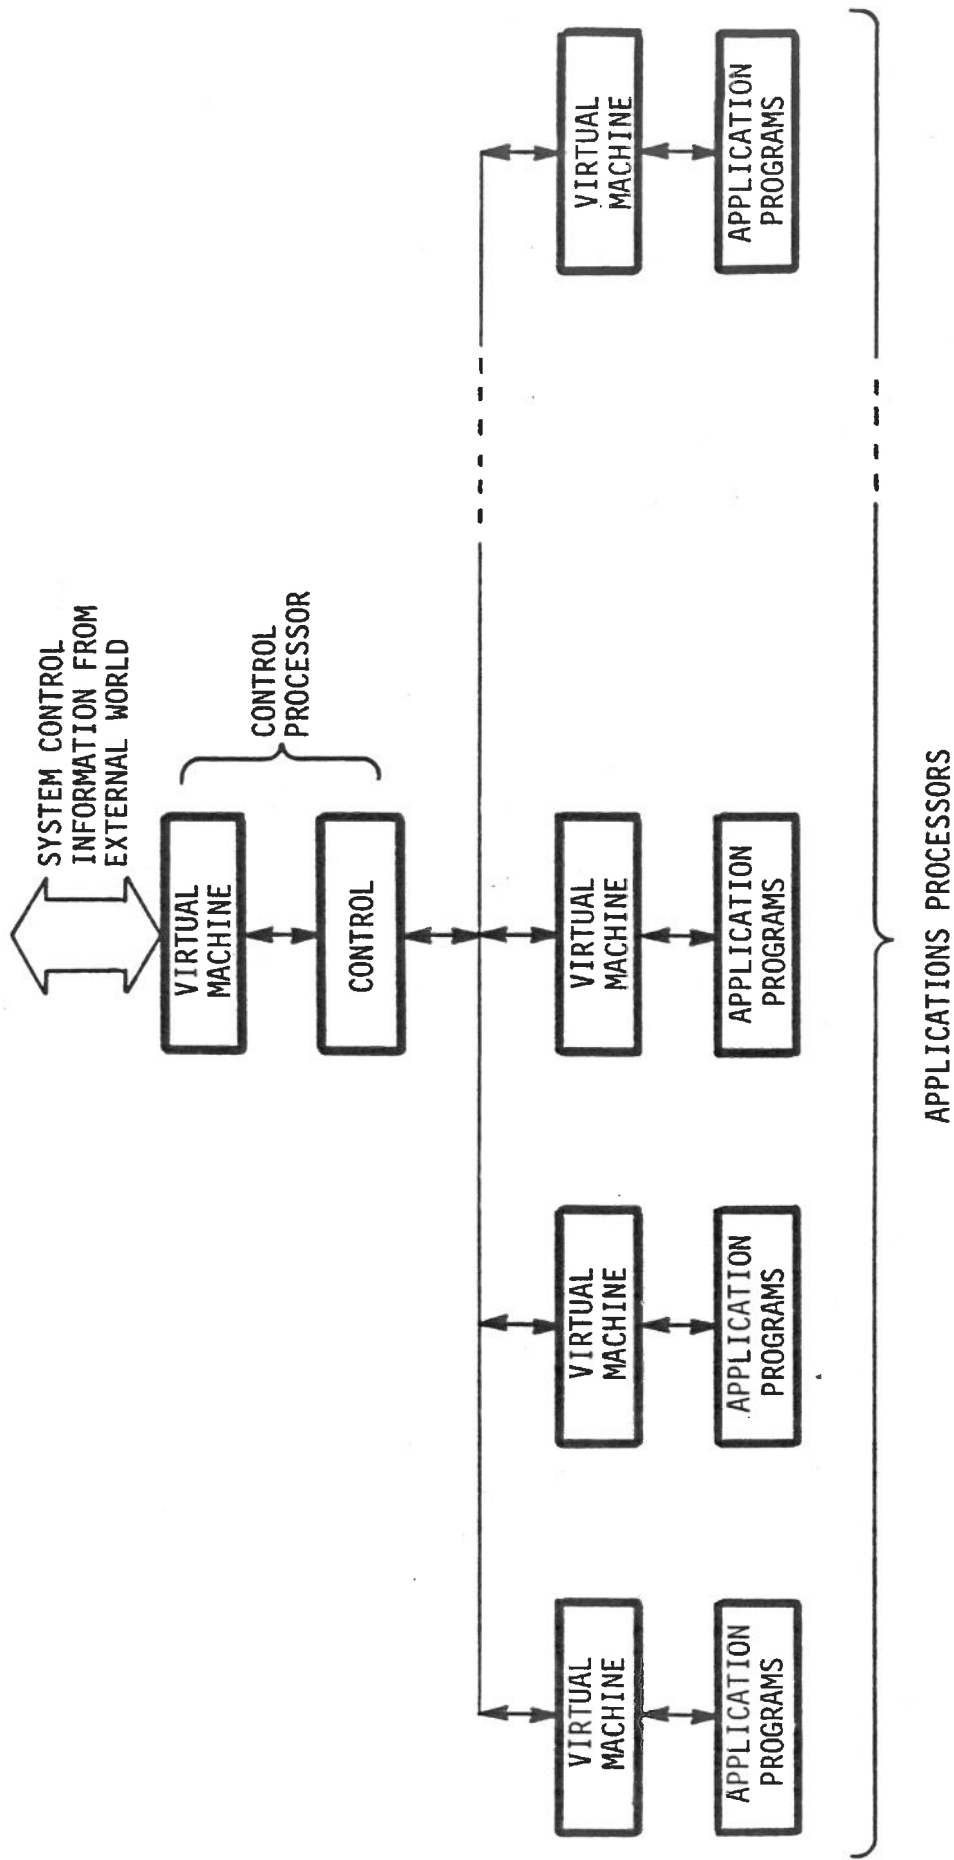 SYSTEM CONTROL
INFORMATION FROM
EXTERNAL WORLD
VIRTUAL
MACHINE
CONTROL
PROCESSOR
CONTROL
VIRTUAL
MACHINE
APPLICATION
PROGRAMS
VIRTUAL
MACHINE
APPLICATION
PROGRAMS
VIRTUAL
MACHINE
APPLICATION
PROGRAMS
VIRTUAL
MACHINE
APPLICATION
PROGRAMS
APPLICATIONS PROCESSORS